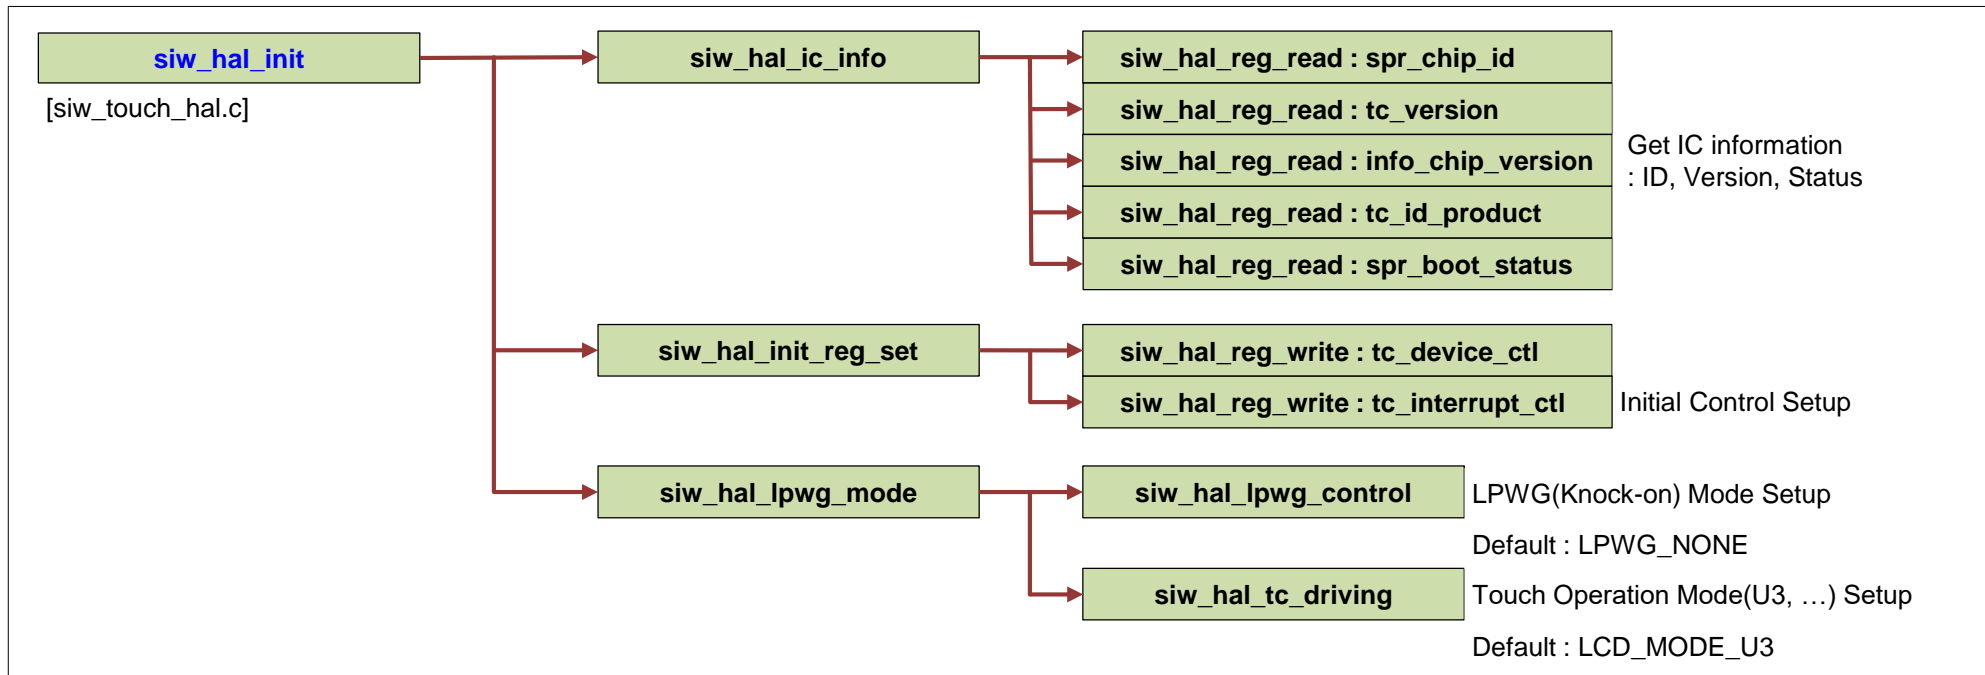 siw_hal_init
[siw_touch_hal.c]
siw_hal_ic_info
siw_hal_reg_read : spr_chip_id
siw_hal_reg_read : tc_version
siw_hal_reg_read : info_chip_version
siw_hal_reg_read : tc_id_product
siw_hal_reg_read : spr_boot_status
Get IC information
: ID, Version, Status
siw_hal_init_reg_set
siw_hal_reg_write : tc_device_ctl
siw_hal_reg_write : tc_interrupt_ctl
Initial Control Setup
siw_hal_lpwg_mode
siw_hal_lpwg_control
LPWG(Knock-on) Mode Setup
Default : LPWG_NONE
siw_hal_tc_driving
Touch Operation Mode(U3, …) Setup
Default : LCD_MODE_U3